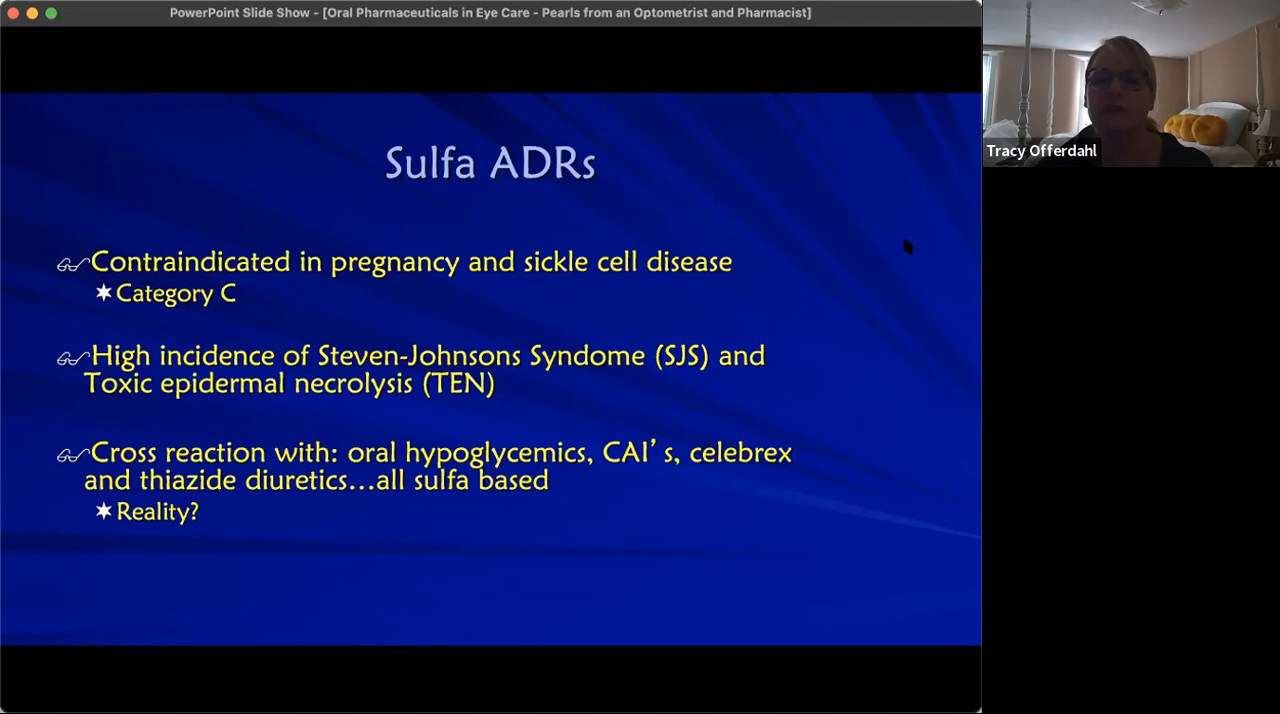 PowerPoint Slide Show - [Oral Pharmaceuticals in Eye Care - Pearls from an Optometrist and Pharmacist]
Tracy Offerdahl
Sulfa ADRs
Contraindicated in pregnancy and sickle cell disease
Category C
High incidence of Steven-Johnsons Syndome (SJS) and
Toxic epidermal necrolysis (TEN)
Cross reaction with: oral hypoglycemics, CAI’s, celebrex
and thiazide diuretics...all sulfa based
Reality?